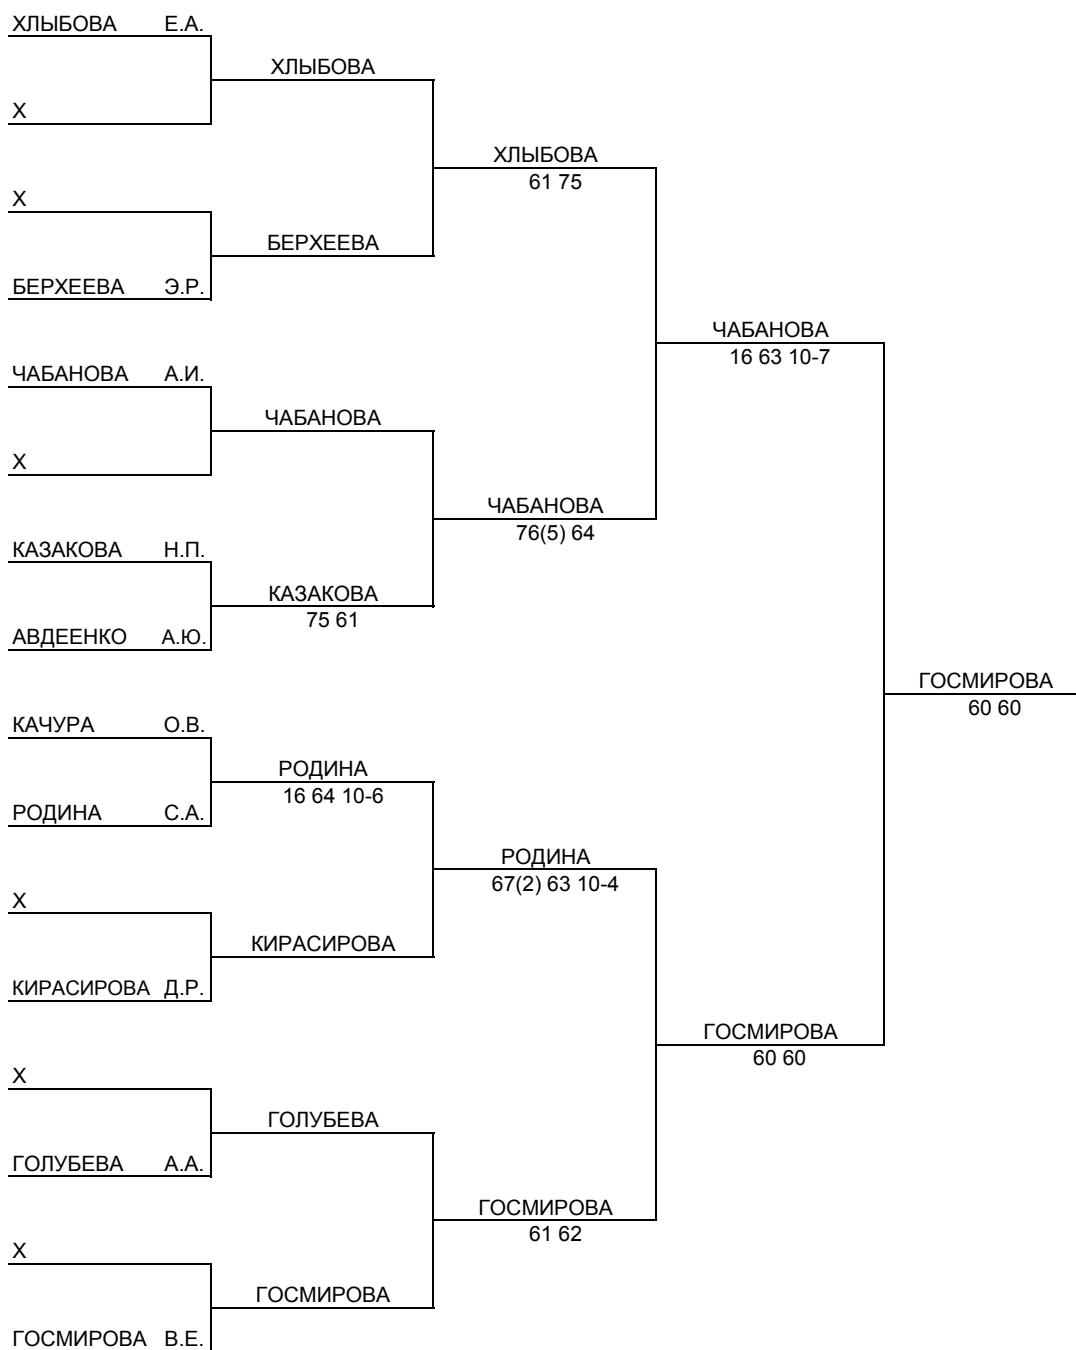 ХЛЫБОВА Е.А.
ХЛЫБОВА
X
ХЛЫБОВА
61 75
X
БЕРХЕЕВА
БЕРХЕЕВА Э.Р.
ЧАБАНОВА
16 63 10-7
ЧАБАНОВА А.И.
ЧАБАНОВА
X
ЧАБАНОВА
76(5) 64
КАЗАКОВА Н.П.
КАЗАКОВА
75 61
АВДЕЕНКО А.Ю.
ГОСМИРОВА
60 60
КАЧУРА О.В.
РОДИНА
16 64 10-6
РОДИНА С.А.
РОДИНА
67(2) 63 10-4
X
КИРАСИРОВА
КИРАСИРОВА Д.Р.
ГОСМИРОВА
60 60
X
ГОЛУБЕВА
ГОЛУБЕВА А.А.
ГОСМИРОВА
61 62
X
ГОСМИРОВА
ГОСМИРОВА В.Е.